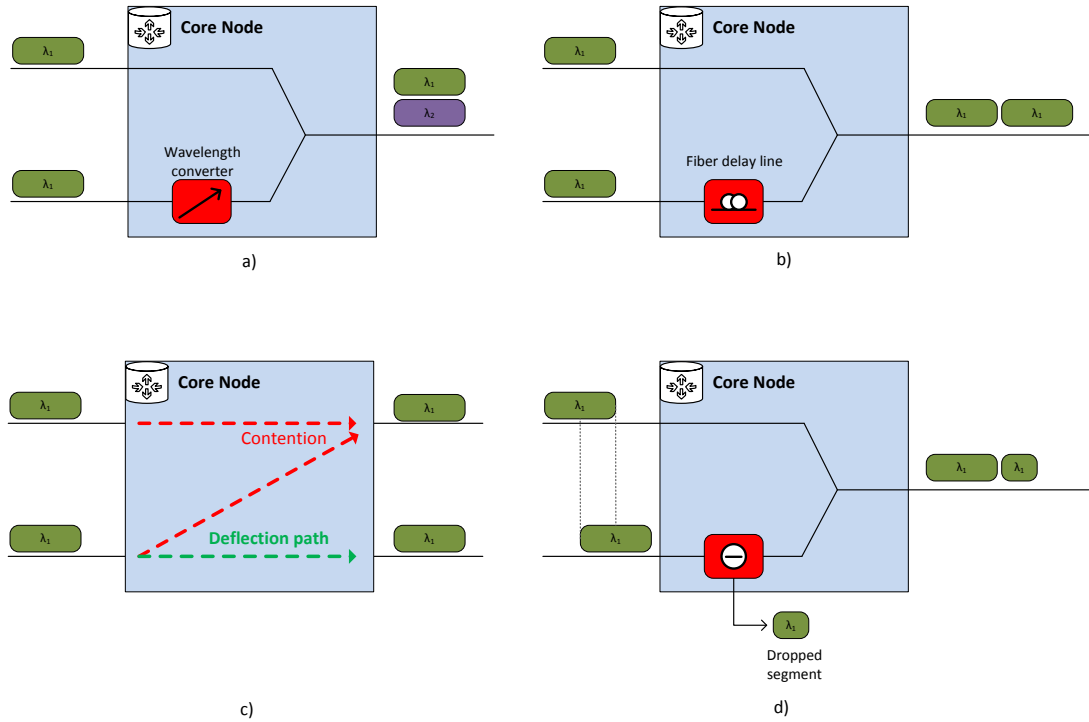 Core Node
λ₁
λ₁
λ₂
Wavelength
converter
λ₁
a)
Core Node
λ₁
λ₁
λ₁
Fiber delay line
λ₁
b)
Core Node
λ₁
λ₁
Contention
Deflection path
λ₁
λ₁
c)
Core Node
λ₁
λ₁
λ₁
λ₁
λ₁
Dropped
segment
d)